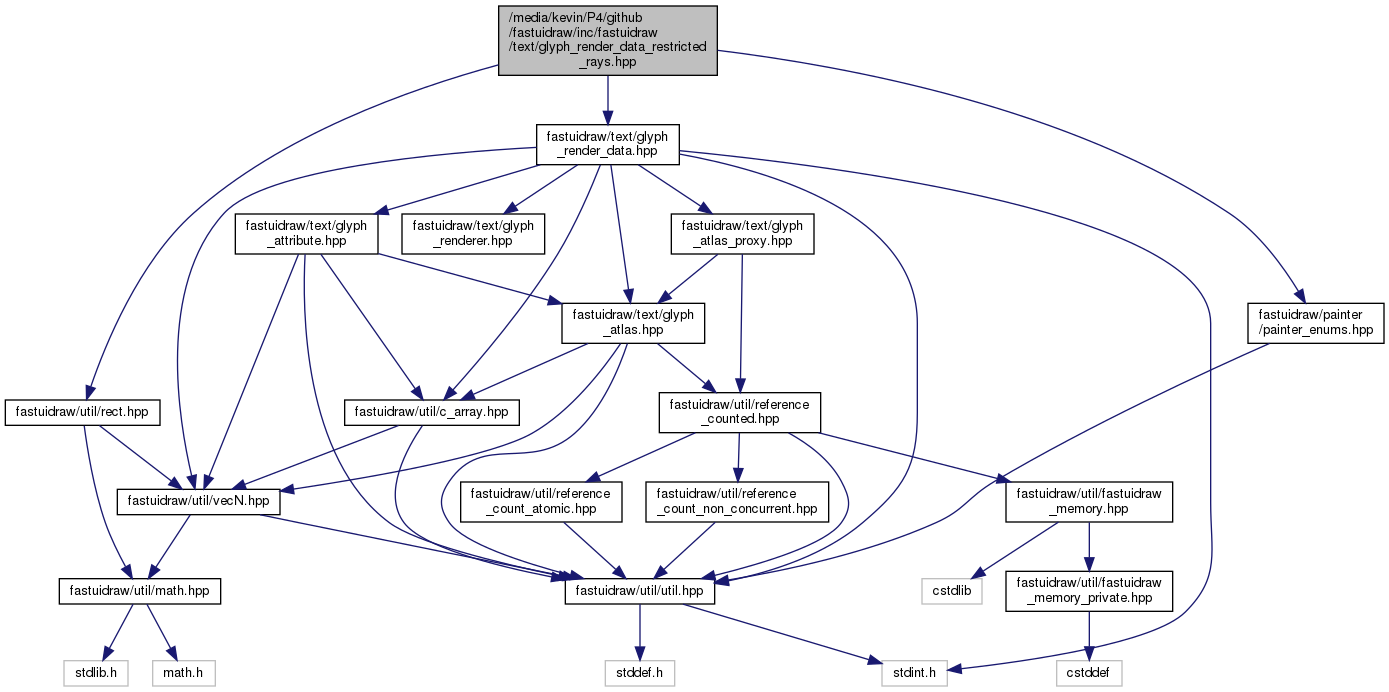 /media/kevin/P4/github
/fastuidraw/inc/fastuidraw
/text/glyph_render_data_restricted
_rays.hpp
fastuidraw/text/glyph
_render_data.hpp
fastuidraw/text/glyph
_attribute.hpp
fastuidraw/text/glyph
_renderer.hpp
fastuidraw/text/glyph
_atlas_proxy.hpp
fastuidraw/text/glyph
_atlas.hpp
fastuidraw/painter
/painter_enums.hpp
fastuidraw/util/rect.hpp
fastuidraw/util/c_array.hpp
fastuidraw/util/reference
_counted.hpp
fastuidraw/util/vecN.hpp
fastuidraw/util/reference
_count_atomic.hpp
fastuidraw/util/reference
_count_non_concurrent.hpp
fastuidraw/util/fastuidraw
_memory.hpp
fastuidraw/util/math.hpp
fastuidraw/util/util.hpp
cstdlib
fastuidraw/util/fastuidraw
_memory_private.hpp
stdlib.h
math.h
stddef.h
stdint.h
cstddef